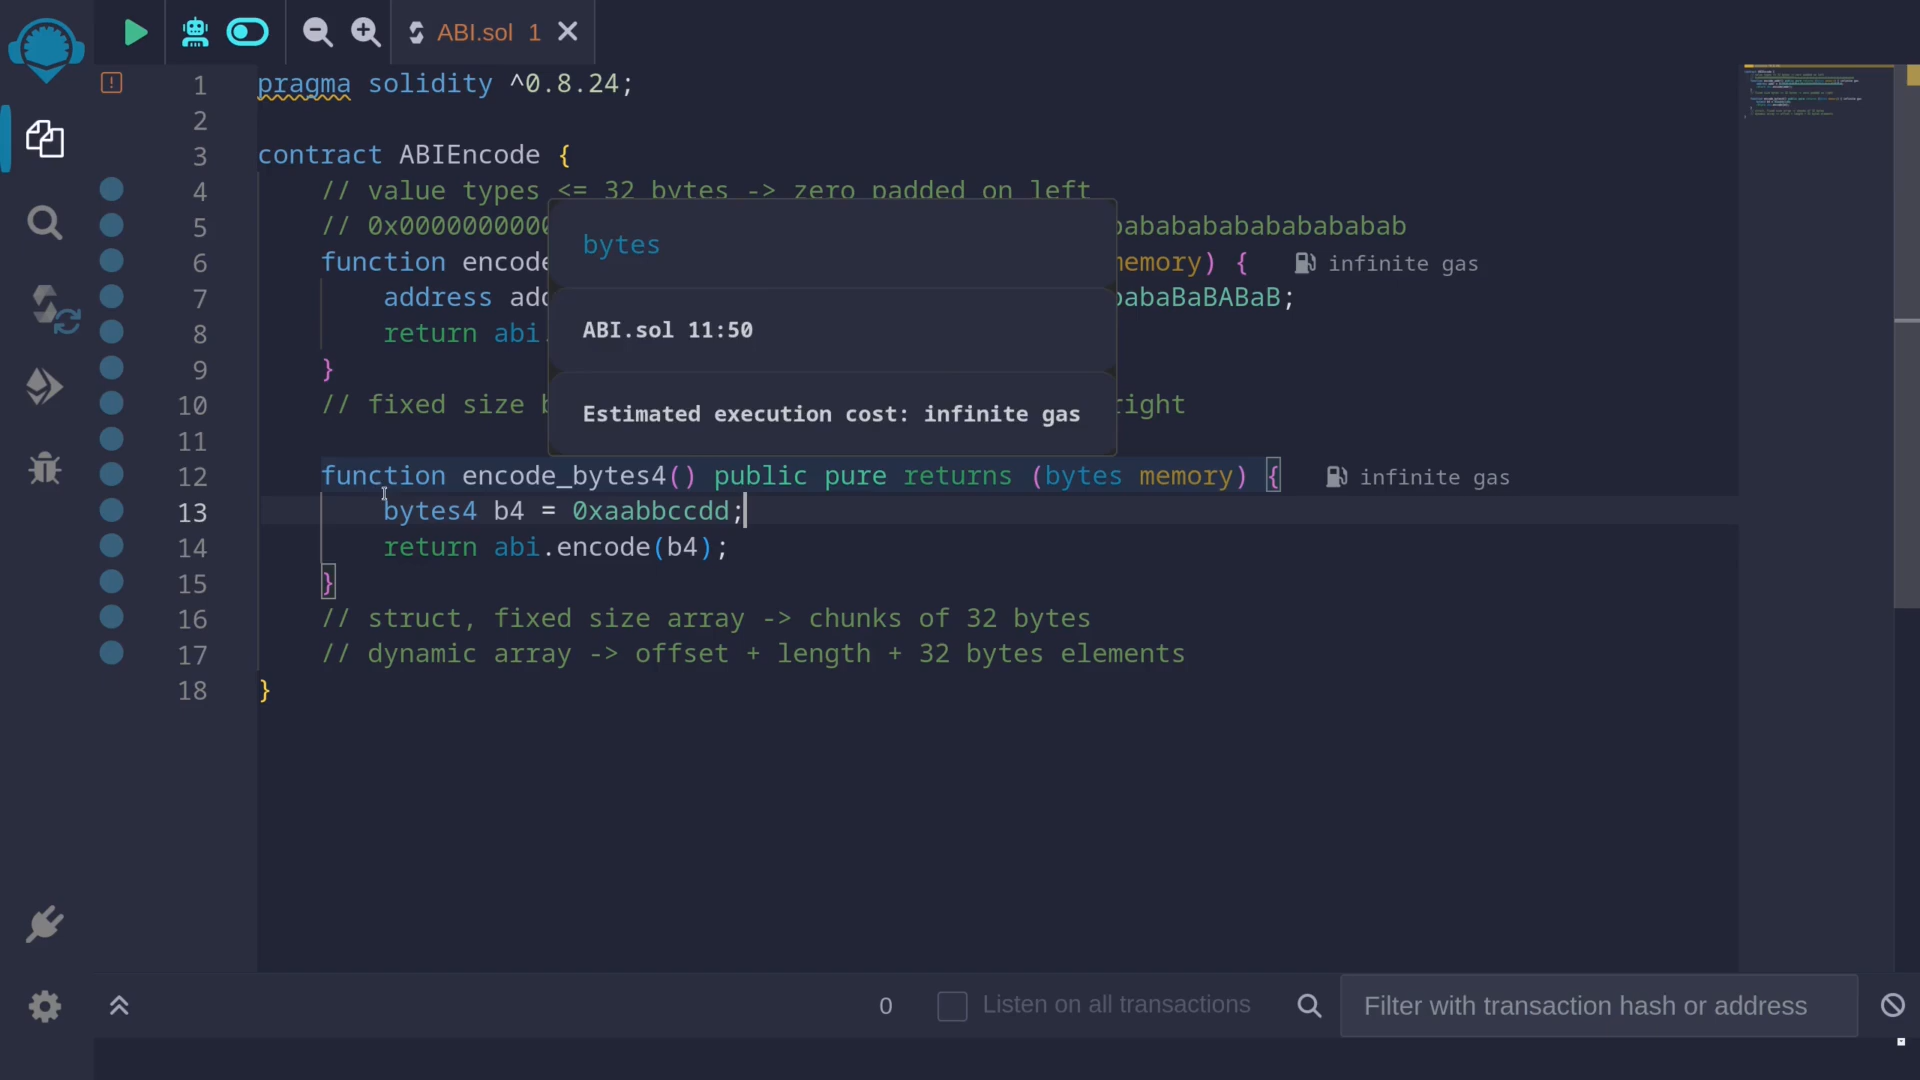 ABI.sol 1
1 pragma solidity ^0.8.24;
2
3 contract ABIEncode {
4 // value types <= 32 bytes -> zero padded on left
5 // 0x0000000000 babababababababab
6 function encode memory) { infinite gas
7 address add babaBaBABaB;
8 return abi.
9 }
10 // fixed size b right
11
12 function encode_bytes4() public pure returns (bytes memory) { infinite gas
13 bytes4 b4 = 0xaabbccdd;
14 return abi.encode(b4);
15 }
16 // struct, fixed size array -> chunks of 32 bytes
17 // dynamic array -> offset + length + 32 bytes elements
18 }
bytes
ABI.sol 11:50
Estimated execution cost: infinite gas
0 Listen on all transactions Filter with transaction hash or address